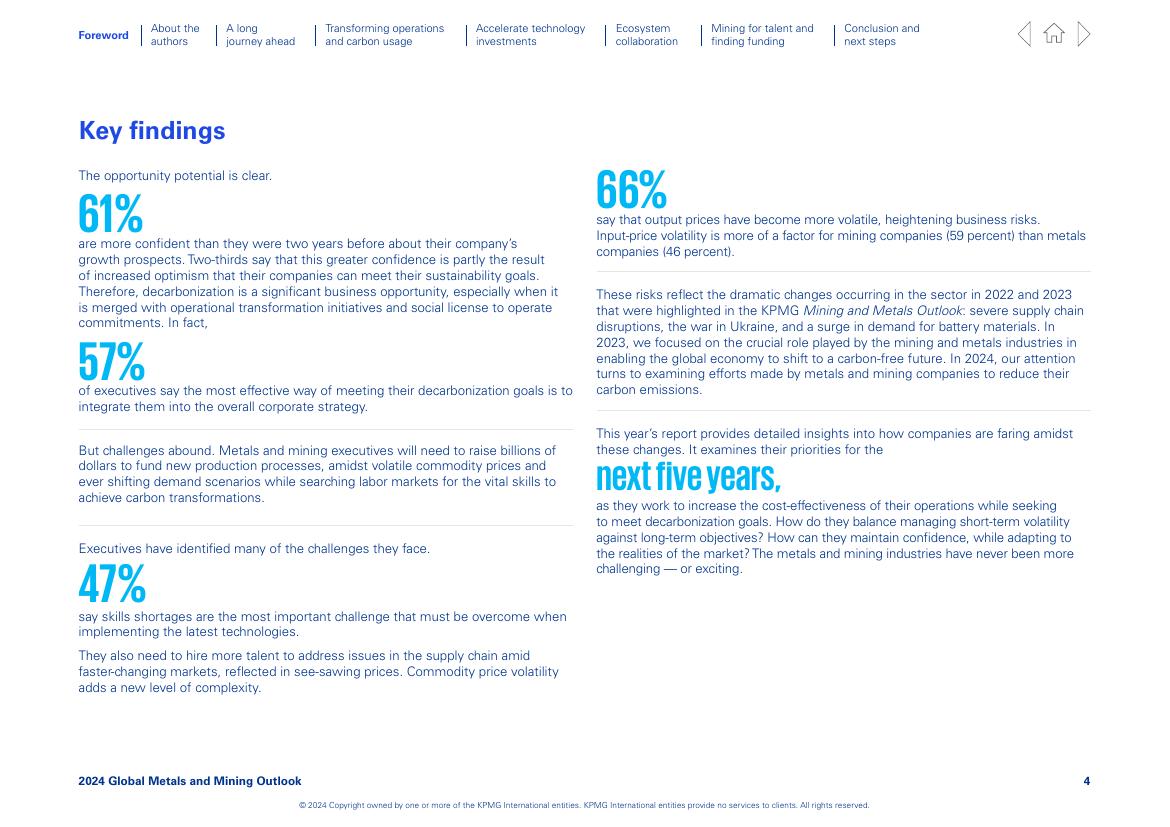 Foreword
About the
authors
A long
journey ahead
Transforming operations
and carbon usage
Accelerate technology
investments
Ecosystem
collaboration
Mining for talent and
finding funding
Conclusion and
next steps
Key findings
The opportunity potential is clear.
61%
are more confident than they were two years before about their company’s
growth prospects. Two-thirds say that this greater confidence is partly the result
of increased optimism that their companies can meet their sustainability goals.
Therefore, decarbonization is a significant business opportunity, especially when it
is merged with operational transformation initiatives and social license to operate
commitments. In fact,
57%
of executives say the most effective way of meeting their decarbonization goals is to
integrate them into the overall corporate strategy.
But challenges abound. Metals and mining executives will need to raise billions of
dollars to fund new production processes, amidst volatile commodity prices and
ever shifting demand scenarios while searching labor markets for the vital skills to
achieve carbon transformations.
Executives have identified many of the challenges they face.
47%
say skills shortages are the most important challenge that must be overcome when
implementing the latest technologies.
They also need to hire more talent to address issues in the supply chain amid
faster-changing markets, reflected in see-sawing prices. Commodity price volatility
adds a new level of complexity.
66%
say that output prices have become more volatile, heightening business risks.
Input-price volatility is more of a factor for mining companies (59 percent) than metals
companies (46 percent).
These risks reflect the dramatic changes occurring in the sector in 2022 and 2023
that were highlighted in the KPMG Mining and Metals Outlook: severe supply chain
disruptions, the war in Ukraine, and a surge in demand for battery materials. In
2023, we focused on the crucial role played by the mining and metals industries in
enabling the global economy to shift to a carbon-free future. In 2024, our attention
turns to examining efforts made by metals and mining companies to reduce their
carbon emissions.
This year’s report provides detailed insights into how companies are faring amidst
these changes. It examines their priorities for the
next five years,
as they work to increase the cost-effectiveness of their operations while seeking
to meet decarbonization goals. How do they balance managing short-term volatility
against long-term objectives? How can they maintain confidence, while adapting to
the realities of the market? The metals and mining industries have never been more
challenging — or exciting.
2024 Global Metals and Mining Outlook
4
© 2024 Copyright owned by one or more of the KPMG International entities. KPMG International entities provide no services to clients. All rights reserved.